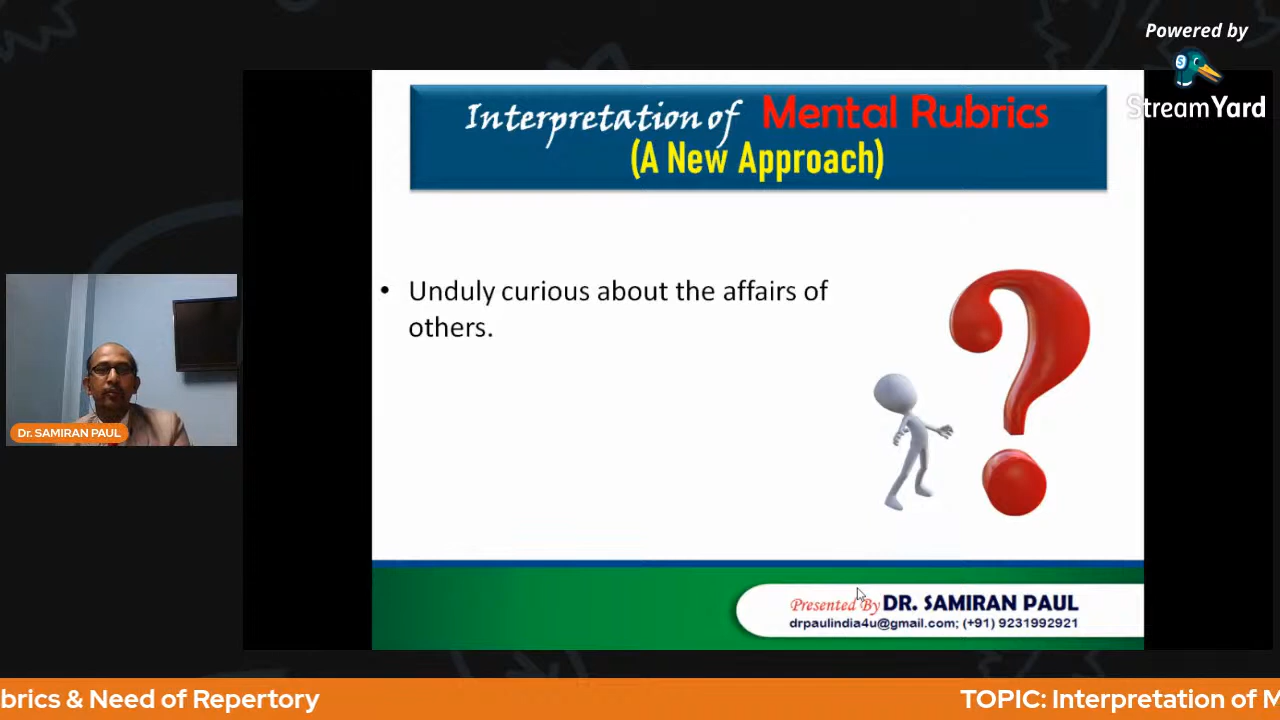 Powered by
StreamYard
Interpretation of Mental Rubrics
(A New Approach)
• Unduly curious about the affairs of
others.
Dr. SAMIRAN PAUL
Presented By DR. SAMIRAN PAUL
drpaulindia4u@gmail.com; (+91) 9231992921
brics & Need of Repertory
TOPIC: Interpretation of M